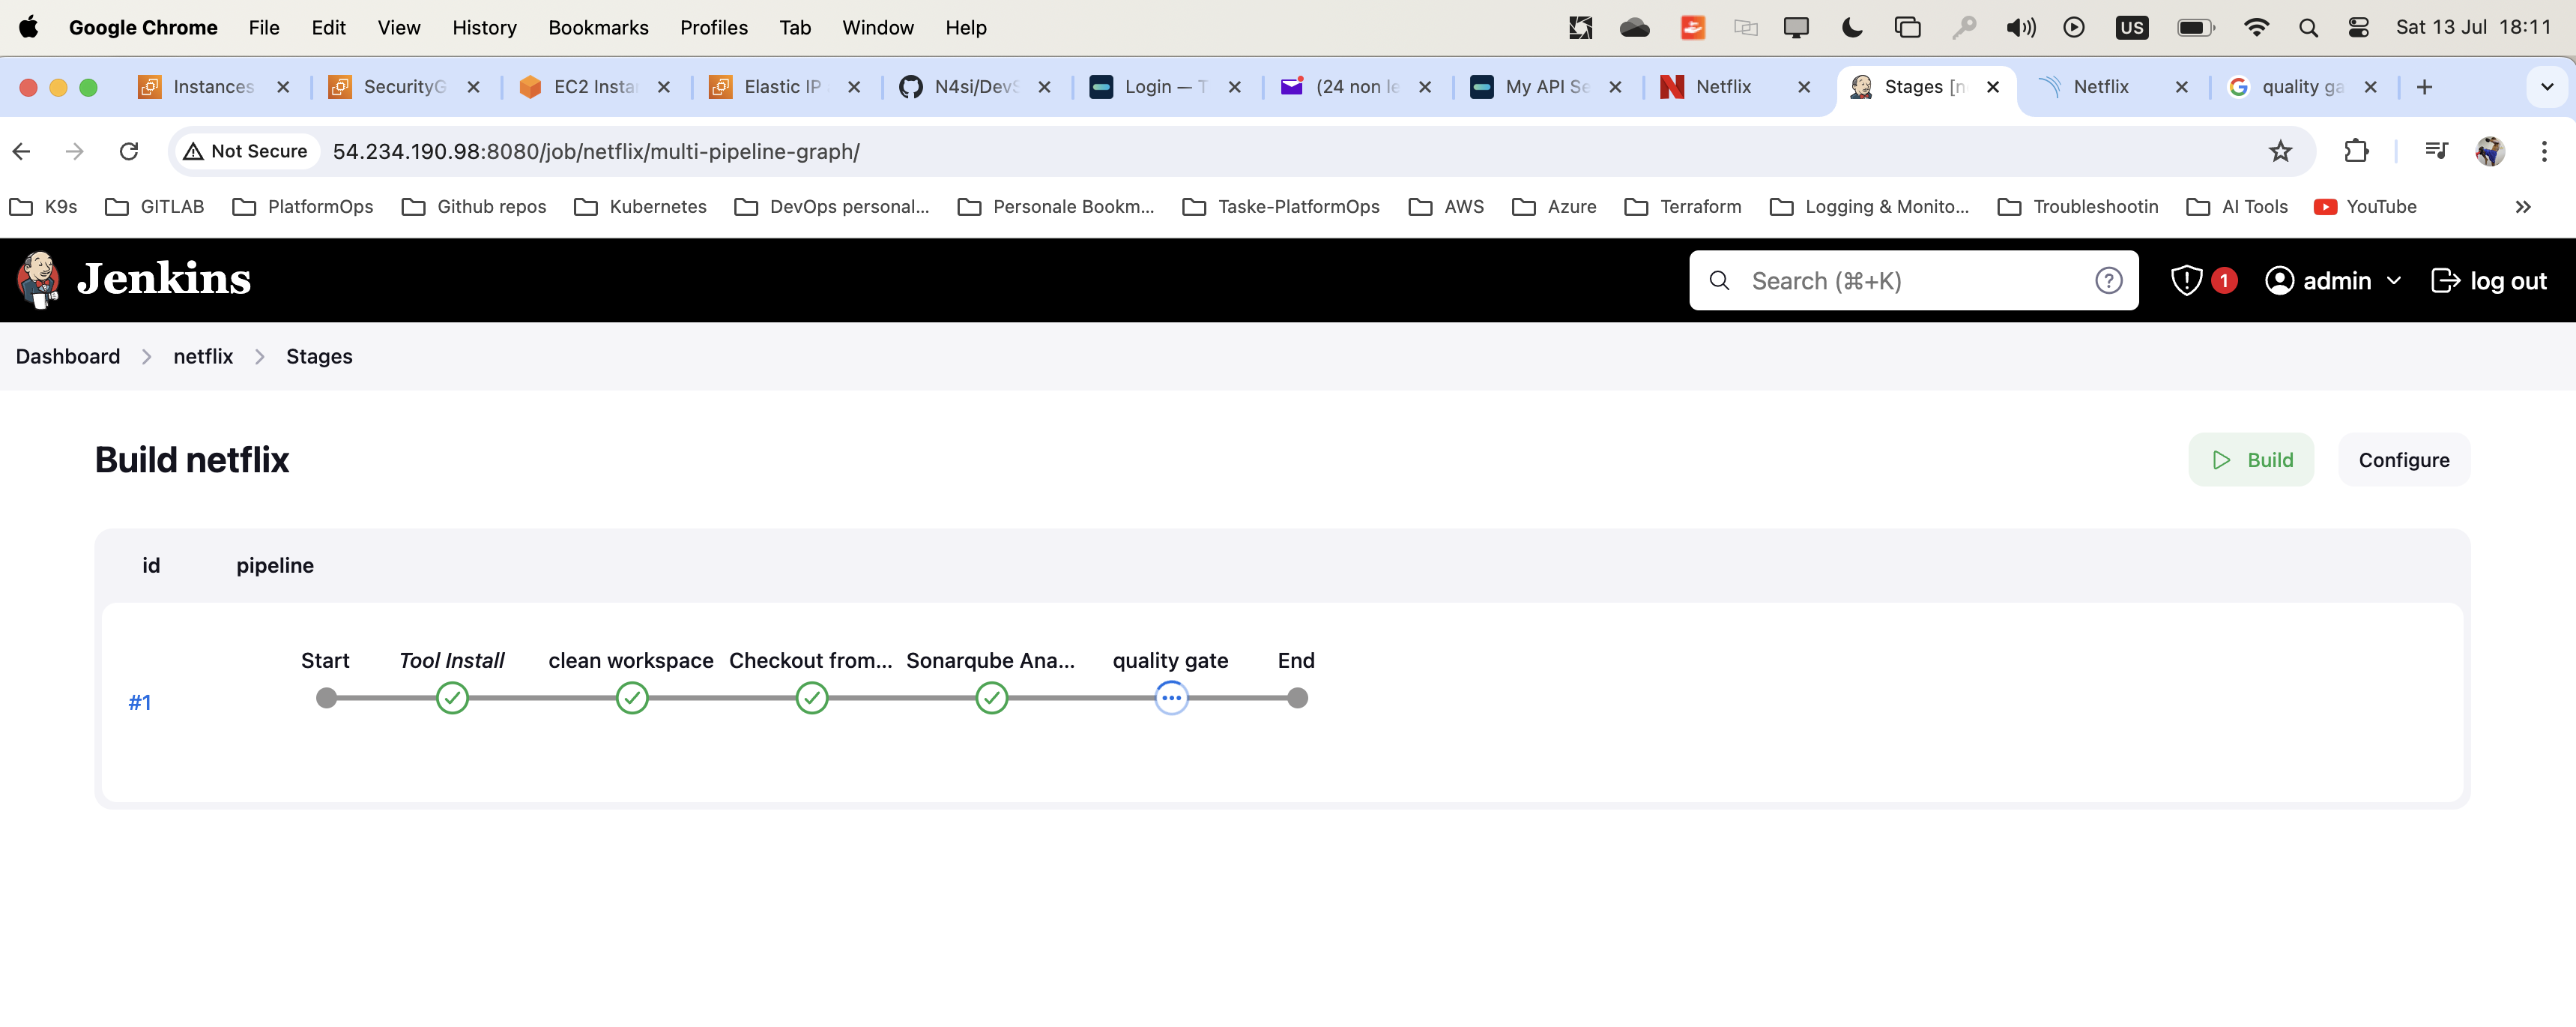 Google Chrome File Edit View History Bookmarks Profiles Tab Window Help US Sat 13 Jul 18:11
Instances SecurityG EC2 Insta Elastic IP N4si/DevS Login — T (24 non le My API Se Netflix Stages [n Netflix quality ga
Not Secure 54.234.190.98:8080/job/netflix/multi-pipeline-graph/
K9s GITLAB PlatformOps Github repos Kubernetes DevOps personal... Personale Bookm... Taske-PlatformOps AWS Azure Terraform Logging & Monito... Troubleshootin AI Tools YouTube »
Jenkins Search (⌘+K) 1 admin log out
Dashboard netflix Stages
Build netflix Build Configure
id pipeline
Start Tool Install clean workspace Checkout from... Sonarqube Ana... quality gate End
#1